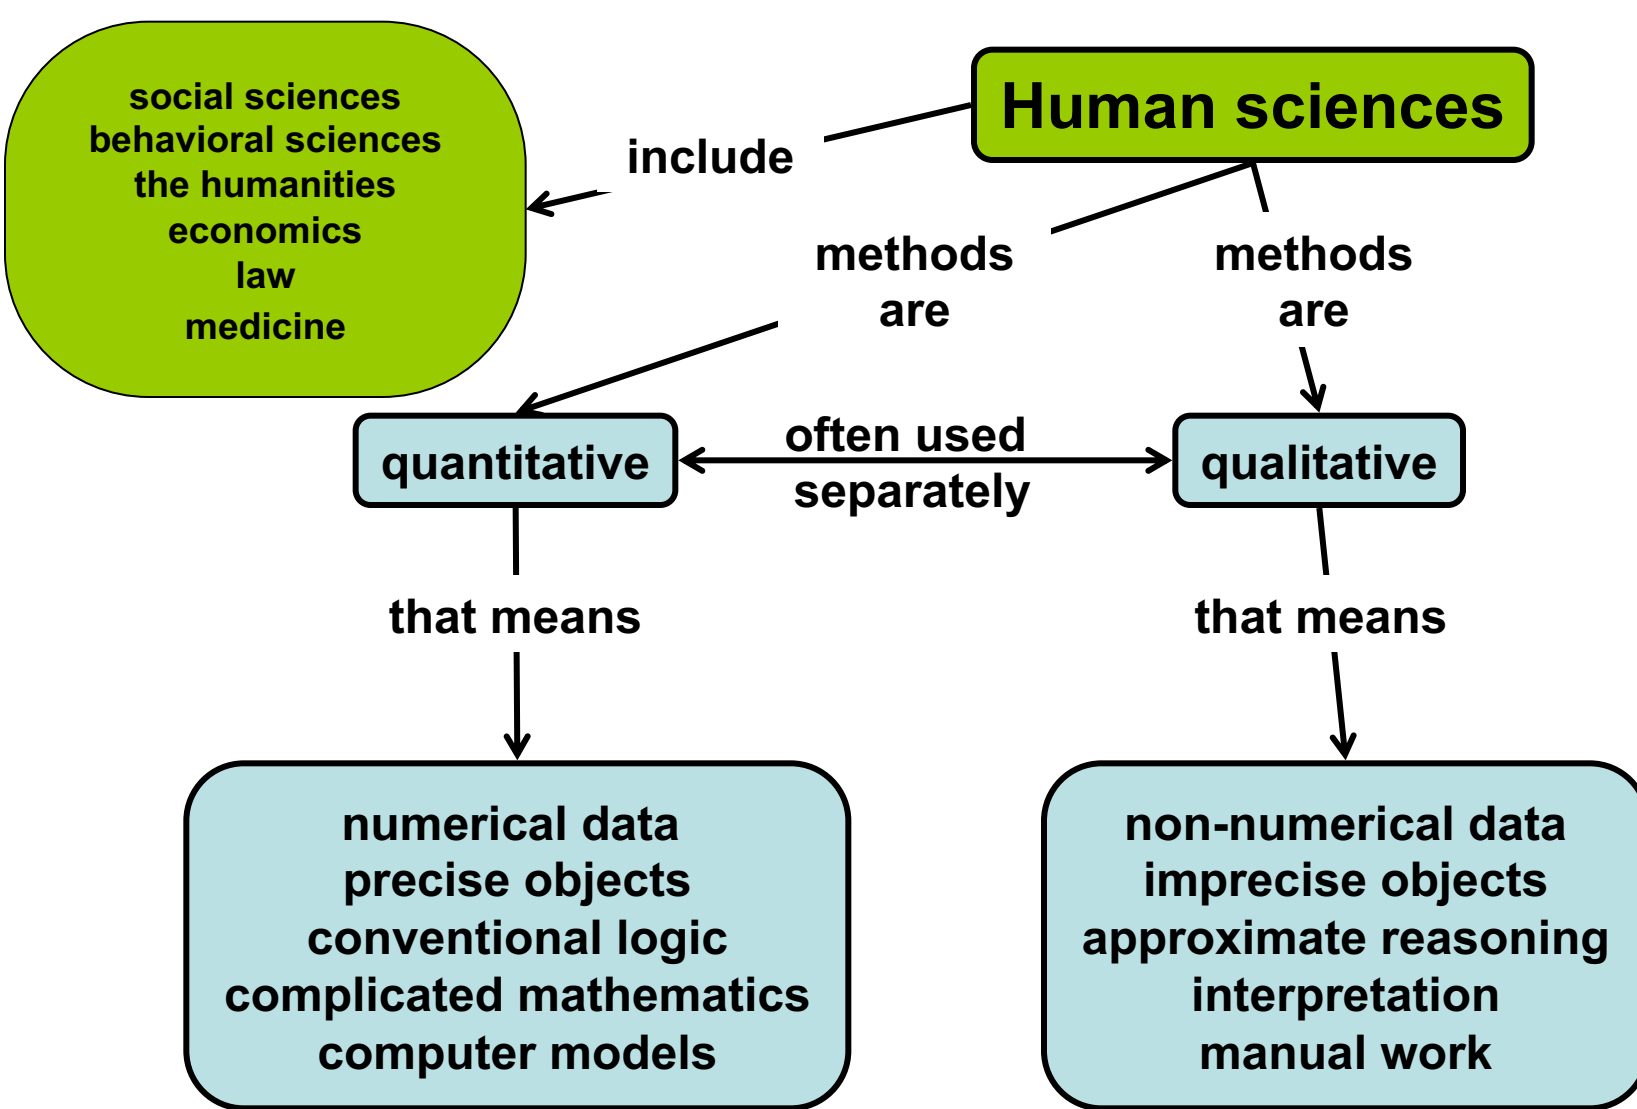 Human sciences
social sciences
behavioral sciences
the humanities
economics
law
medicine
include
methods
are
methods
are
quantitative
often used
separately
qualitative
that means
that means
numerical data
precise objects
conventional logic
complicated mathematics
computer models
non-numerical data
imprecise objects
approximate reasoning
interpretation
manual work